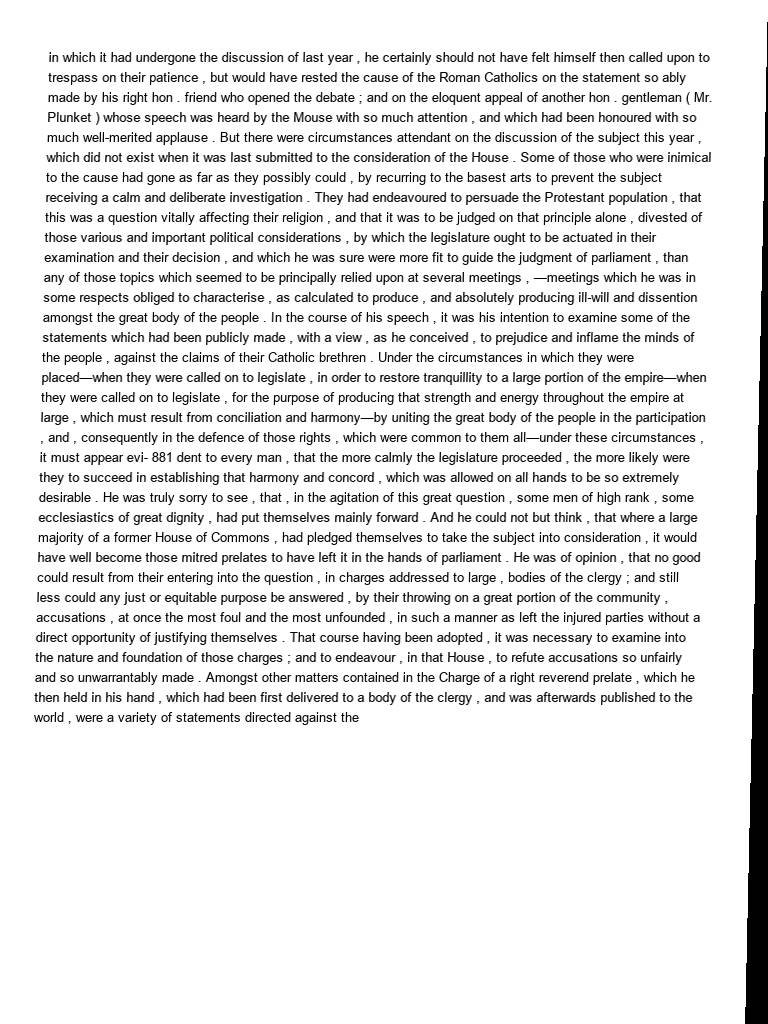 in which it had undergone the discussion of last year , he certainly should not have felt himself then called upon to
trespass on their patience , but would have rested the cause of the Roman Catholics on the statement so ably
made by his right hon . friend who opened the debate ; and on the eloquent appeal of another hon . gentleman ( Mr.
Plunket ) whose speech was heard by the Mouse with so much attention , and which had been honoured with so
much well-merited applause . But there were circumstances attendant on the discussion of the subject this year ,
which did not exist when it was last submitted to the consideration of the House . Some of those who were inimical
to the cause had gone as far as they possibly could , by recurring to the basest arts to prevent the subject
receiving a calm and deliberate investigation . They had endeavoured to persuade the Protestant population , that
this was a question vitally affecting their religion , and that it was to be judged on that principle alone , divested of
those various and important political considerations , by which the legislature ought to be actuated in their
examination and their decision , and which he was sure were more fit to guide the judgment of parliament , than
any of those topics which seemed to be principally relied upon at several meetings , —meetings which he was in
some respects obliged to characterise , as calculated to produce , and absolutely producing ill-will and dissention
amongst the great body of the people . In the course of his speech , it was his intention to examine some of the
statements which had been publicly made , with a view , as he conceived , to prejudice and inflame the minds of
the people , against the claims of their Catholic brethren . Under the circumstances in which they were
placed—when they were called on to legislate , in order to restore tranquillity to a large portion of the empire—when
they were called on to legislate , for the purpose of producing that strength and energy throughout the empire at
large , which must result from conciliation and harmony—by uniting the great body of the people in the participation
, and , consequently in the defence of those rights , which were common to them all—under these circumstances ,
it must appear evi- 881 dent to every man , that the more calmly the legislature proceeded , the more likely were
they to succeed in establishing that harmony and concord , which was allowed on all hands to be so extremely
desirable . He was truly sorry to see , that , in the agitation of this great question , some men of high rank , some
ecclesiastics of great dignity , had put themselves mainly forward . And he could not but think , that where a large
majority of a former House of Commons , had pledged themselves to take the subject into consideration , it would
have well become those mitred prelates to have left it in the hands of parliament . He was of opinion , that no good
could result from their entering into the question , in charges addressed to large , bodies of the clergy ; and still
less could any just or equitable purpose be answered , by their throwing on a great portion of the community ,
accusations , at once the most foul and the most unfounded , in such a manner as left the injured parties without a
direct opportunity of justifying themselves . That course having been adopted , it was necessary to examine into
the nature and foundation of those charges ; and to endeavour , in that House , to refute accusations so unfairly
and so unwarrantably made . Amongst other matters contained in the Charge of a right reverend prelate , which he
then held in his hand , which had been first delivered to a body of the clergy , and was afterwards published to the
world , were a variety of statements directed against the